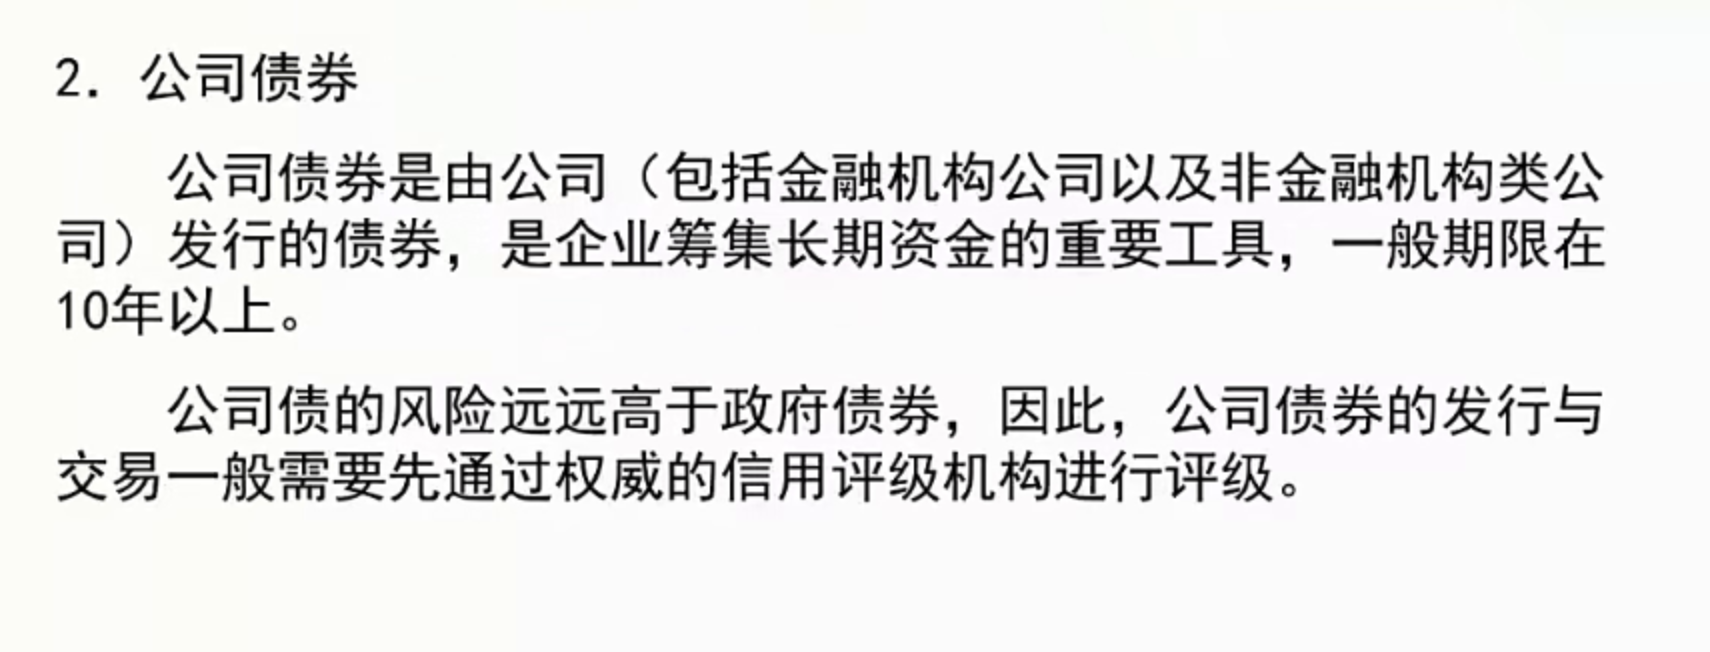 2. 公司债券
公司债券是由公司（包括金融机构公司以及非金融机构类公
司）发行的债券，是企业筹集长期资金的重要工具，一般期限在
10年以上。
公司债的风险远远高于政府债券，因此，公司债券的发行与
交易一般需要先通过权威的信用评级机构进行评级。